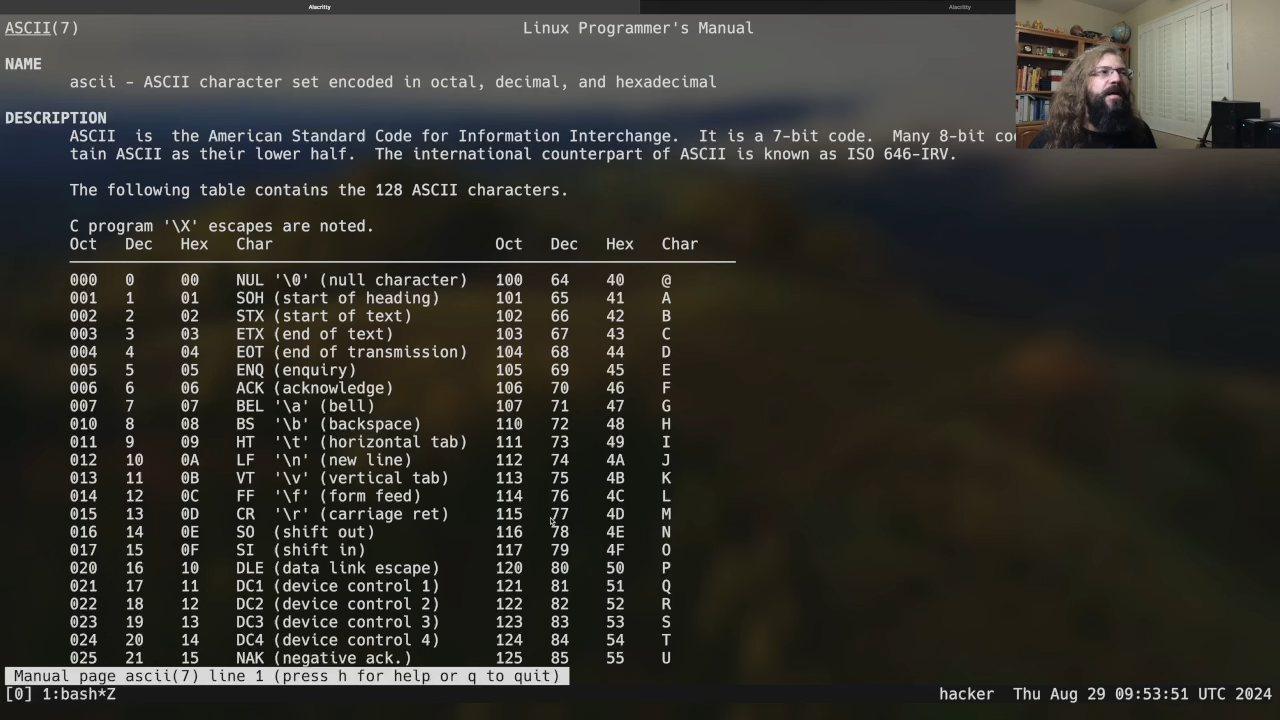 Alacritty Alacritty
ASCII(7) Linux Programmer's Manual
NAME
ascii - ASCII character set encoded in octal, decimal, and hexadecimal
DESCRIPTION
ASCII is the American Standard Code for Information Interchange. It is a 7-bit code. Many 8-bit co
tain ASCII as their lower half. The international counterpart of ASCII is known as ISO 646-IRV.
The following table contains the 128 ASCII characters.
C program '\X' escapes are noted.
Oct Dec Hex Char Oct Dec Hex Char
000 0 00 NUL '\0' (null character) 100 64 40 @
001 1 01 SOH (start of heading) 101 65 41 A
002 2 02 STX (start of text) 102 66 42 B
003 3 03 ETX (end of text) 103 67 43 C
004 4 04 EOT (end of transmission) 104 68 44 D
005 5 05 ENQ (enquiry) 105 69 45 E
006 6 06 ACK (acknowledge) 106 70 46 F
007 7 07 BEL '\a' (bell) 107 71 47 G
010 8 08 BS '\b' (backspace) 110 72 48 H
011 9 09 HT '\t' (horizontal tab) 111 73 49 I
012 10 0A LF '\n' (new line) 112 74 4A J
013 11 0B VT '\v' (vertical tab) 113 75 4B K
014 12 0C FF '\f' (form feed) 114 76 4C L
015 13 0D CR '\r' (carriage ret) 115 77 4D M
016 14 0E SO (shift out) 116 78 4E N
017 15 0F SI (shift in) 117 79 4F O
020 16 10 DLE (data link escape) 120 80 50 P
021 17 11 DC1 (device control 1) 121 81 51 Q
022 18 12 DC2 (device control 2) 122 82 52 R
023 19 13 DC3 (device control 3) 123 83 53 S
024 20 14 DC4 (device control 4) 124 84 54 T
025 21 15 NAK (negative ack.) 125 85 55 U
Manual page ascii(7) line 1 (press h for help or q to quit)
[0] 1:bash*Z hacker Thu Aug 29 09:53:51 UTC 2024